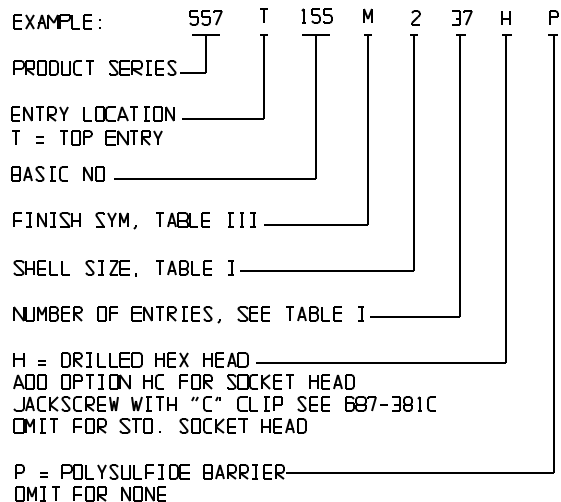 EXAMPLE: 557 T 155 M 2 37 H P
PRODUCT SERIES
ENTRY LOCATION
T = TOP ENTRY
BASIC NO
FINISH SYM, TABLE III
SHELL SIZE, TABLE I
NUMBER OF ENTRIES, SEE TABLE I
H = DRILLED HEX HEAD
ADD OPTION HC FOR SOCKET HEAD
JACKSCREW WITH "C" CLIP SEE 687-381C
OMIT FOR STD. SOCKET HEAD
P = POLYSULFIDE BARRIER
OMIT FOR NONE